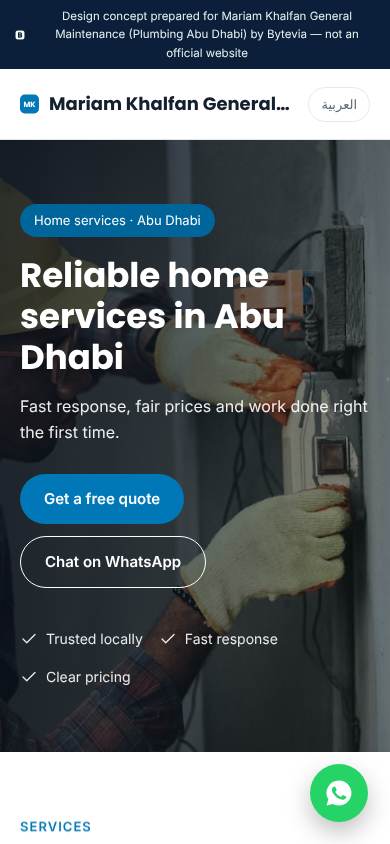 Design concept prepared for Mariam Khalfan General
Maintenance (Plumbing Abu Dhabi) by Bytevia — not an
official website
B
MK
Mariam Khalfan General...
العربية
Home services · Abu Dhabi
Reliable home
services in Abu
Dhabi
Fast response, fair prices and work done right
the first time.
Get a free quote
Chat on WhatsApp
Trusted locally
Fast response
Clear pricing
SERVICES